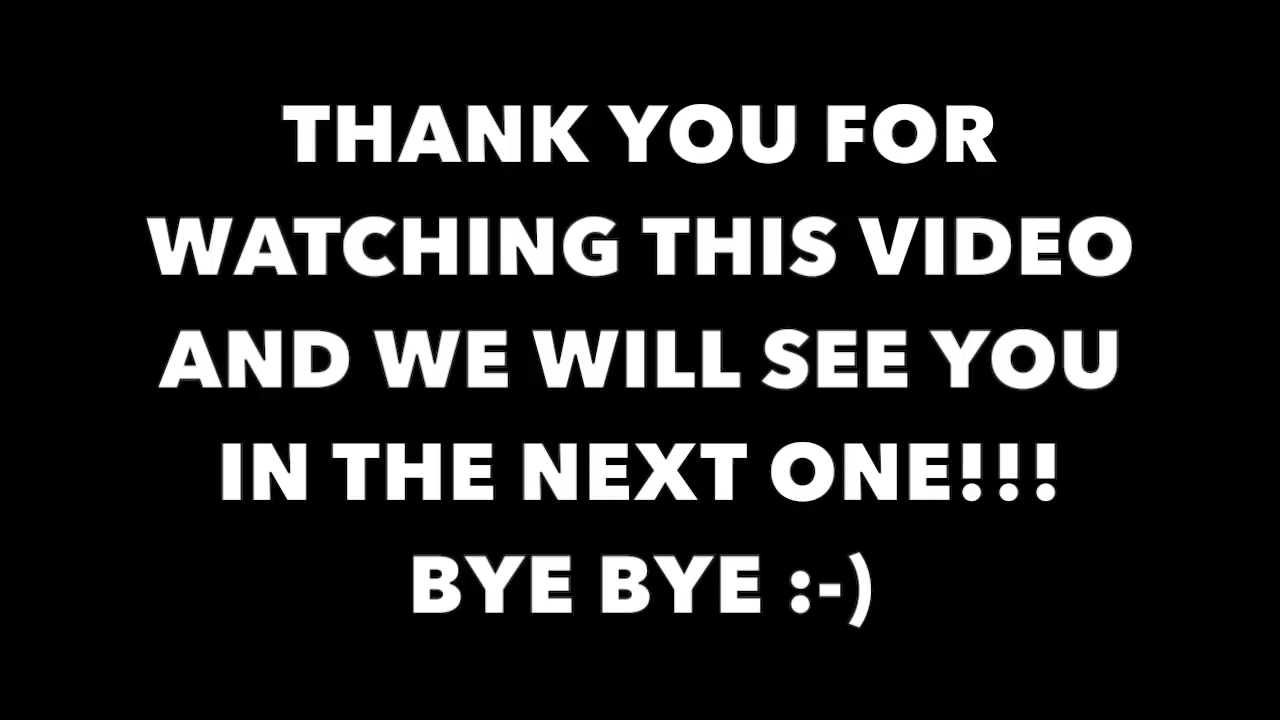 THANK YOU FOR
WATCHING THIS VIDEO
AND WE WILL SEE YOU
IN THE NEXT ONE!!!
BYE BYE :-)